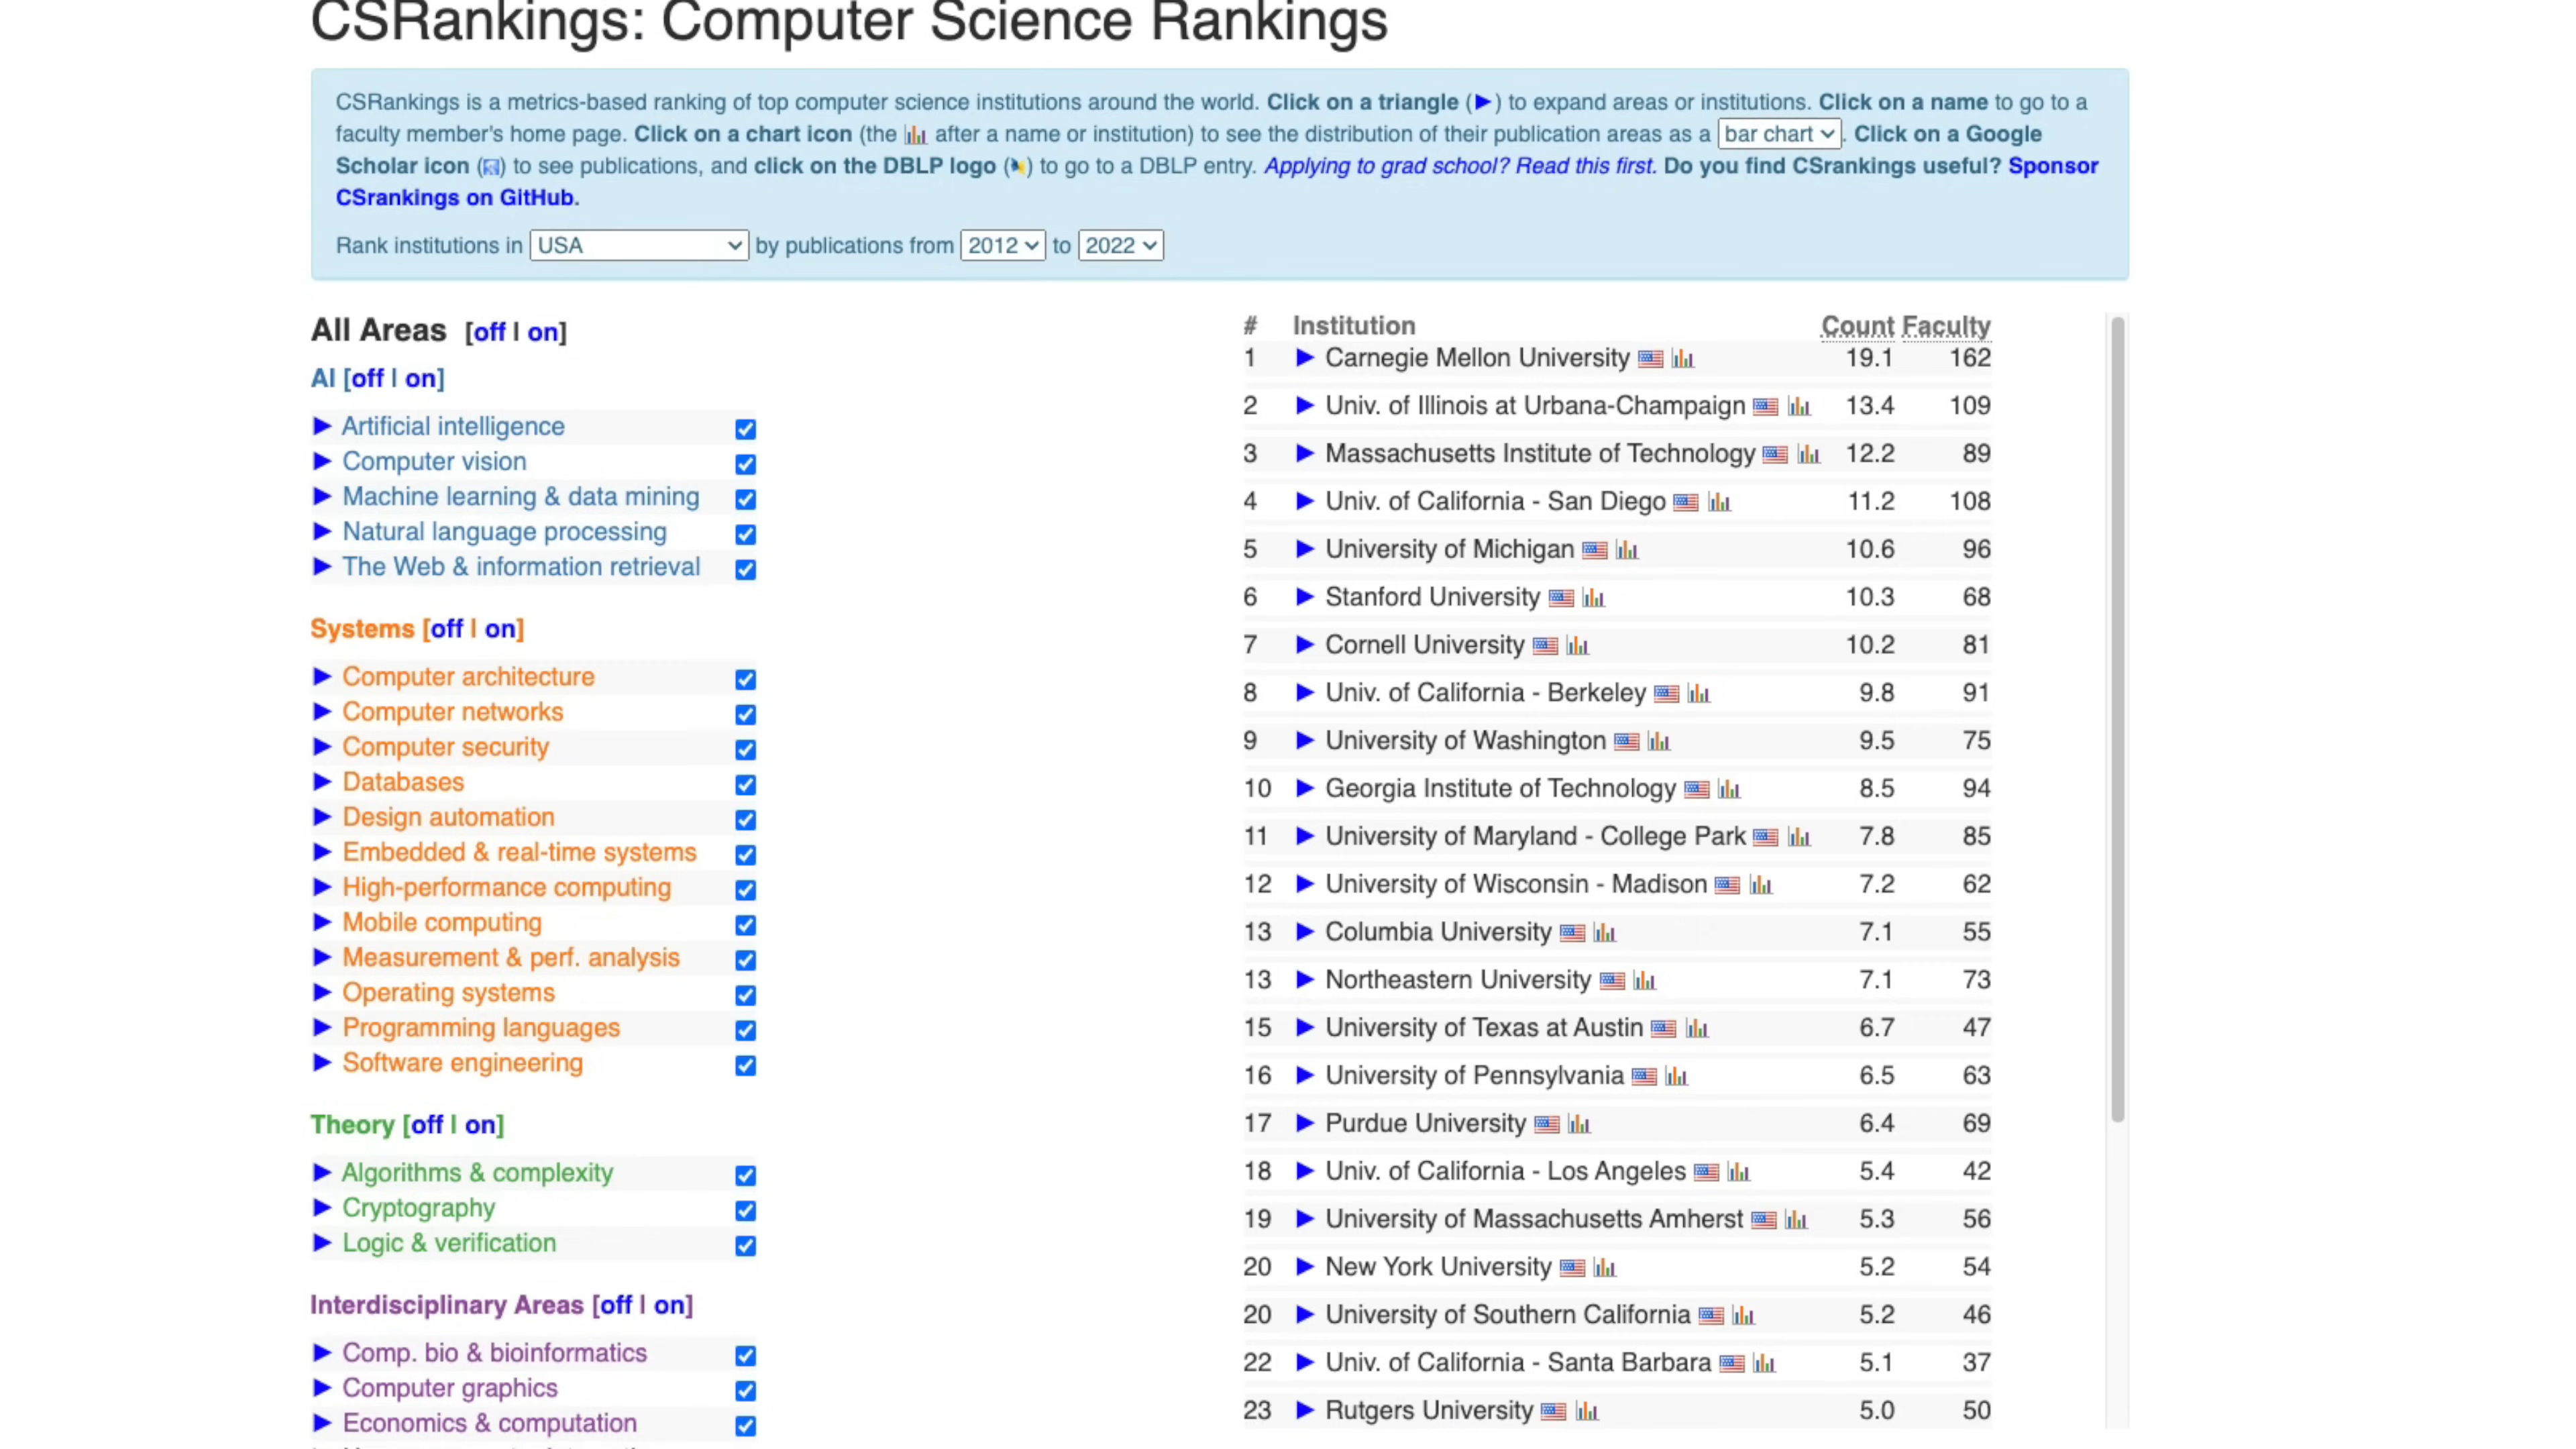 CSRankings: Computer Science Rankings
CSRankings is a metrics-based ranking of top computer science institutions around the world. Click on a triangle (▶) to expand areas or institutions. Click on a name to go to a
faculty member's home page. Click on a chart icon (the after a name or institution) to see the distribution of their publication areas as a bar chart . Click on a Google
Scholar icon () to see publications, and click on the DBLP logo () to go to a DBLP entry. Applying to grad school? Read this first. Do you find CSrankings useful? Sponsor
CSrankings on GitHub.
Rank institutions in USA by publications from 2012 to 2022
All Areas [off | on]
AI [off | on]
▶ Artificial intelligence
▶ Computer vision
▶ Machine learning & data mining
▶ Natural language processing
▶ The Web & information retrieval
Systems [off | on]
▶ Computer architecture
▶ Computer networks
▶ Computer security
▶ Databases
▶ Design automation
▶ Embedded & real-time systems
▶ High-performance computing
▶ Mobile computing
▶ Measurement & perf. analysis
▶ Operating systems
▶ Programming languages
▶ Software engineering
Theory [off | on]
▶ Algorithms & complexity
▶ Cryptography
▶ Logic & verification
Interdisciplinary Areas [off | on]
▶ Comp. bio & bioinformatics
▶ Computer graphics
▶ Economics & computation
# Institution Count Faculty
1 ▶ Carnegie Mellon University 19.1 162
2 ▶ Univ. of Illinois at Urbana-Champaign 13.4 109
3 ▶ Massachusetts Institute of Technology 12.2 89
4 ▶ Univ. of California - San Diego 11.2 108
5 ▶ University of Michigan 10.6 96
6 ▶ Stanford University 10.3 68
7 ▶ Cornell University 10.2 81
8 ▶ Univ. of California - Berkeley 9.8 91
9 ▶ University of Washington 9.5 75
10 ▶ Georgia Institute of Technology 8.5 94
11 ▶ University of Maryland - College Park 7.8 85
12 ▶ University of Wisconsin - Madison 7.2 62
13 ▶ Columbia University 7.1 55
13 ▶ Northeastern University 7.1 73
15 ▶ University of Texas at Austin 6.7 47
16 ▶ University of Pennsylvania 6.5 63
17 ▶ Purdue University 6.4 69
18 ▶ Univ. of California - Los Angeles 5.4 42
19 ▶ University of Massachusetts Amherst 5.3 56
20 ▶ New York University 5.2 54
20 ▶ University of Southern California 5.2 46
22 ▶ Univ. of California - Santa Barbara 5.1 37
23 ▶ Rutgers University 5.0 50